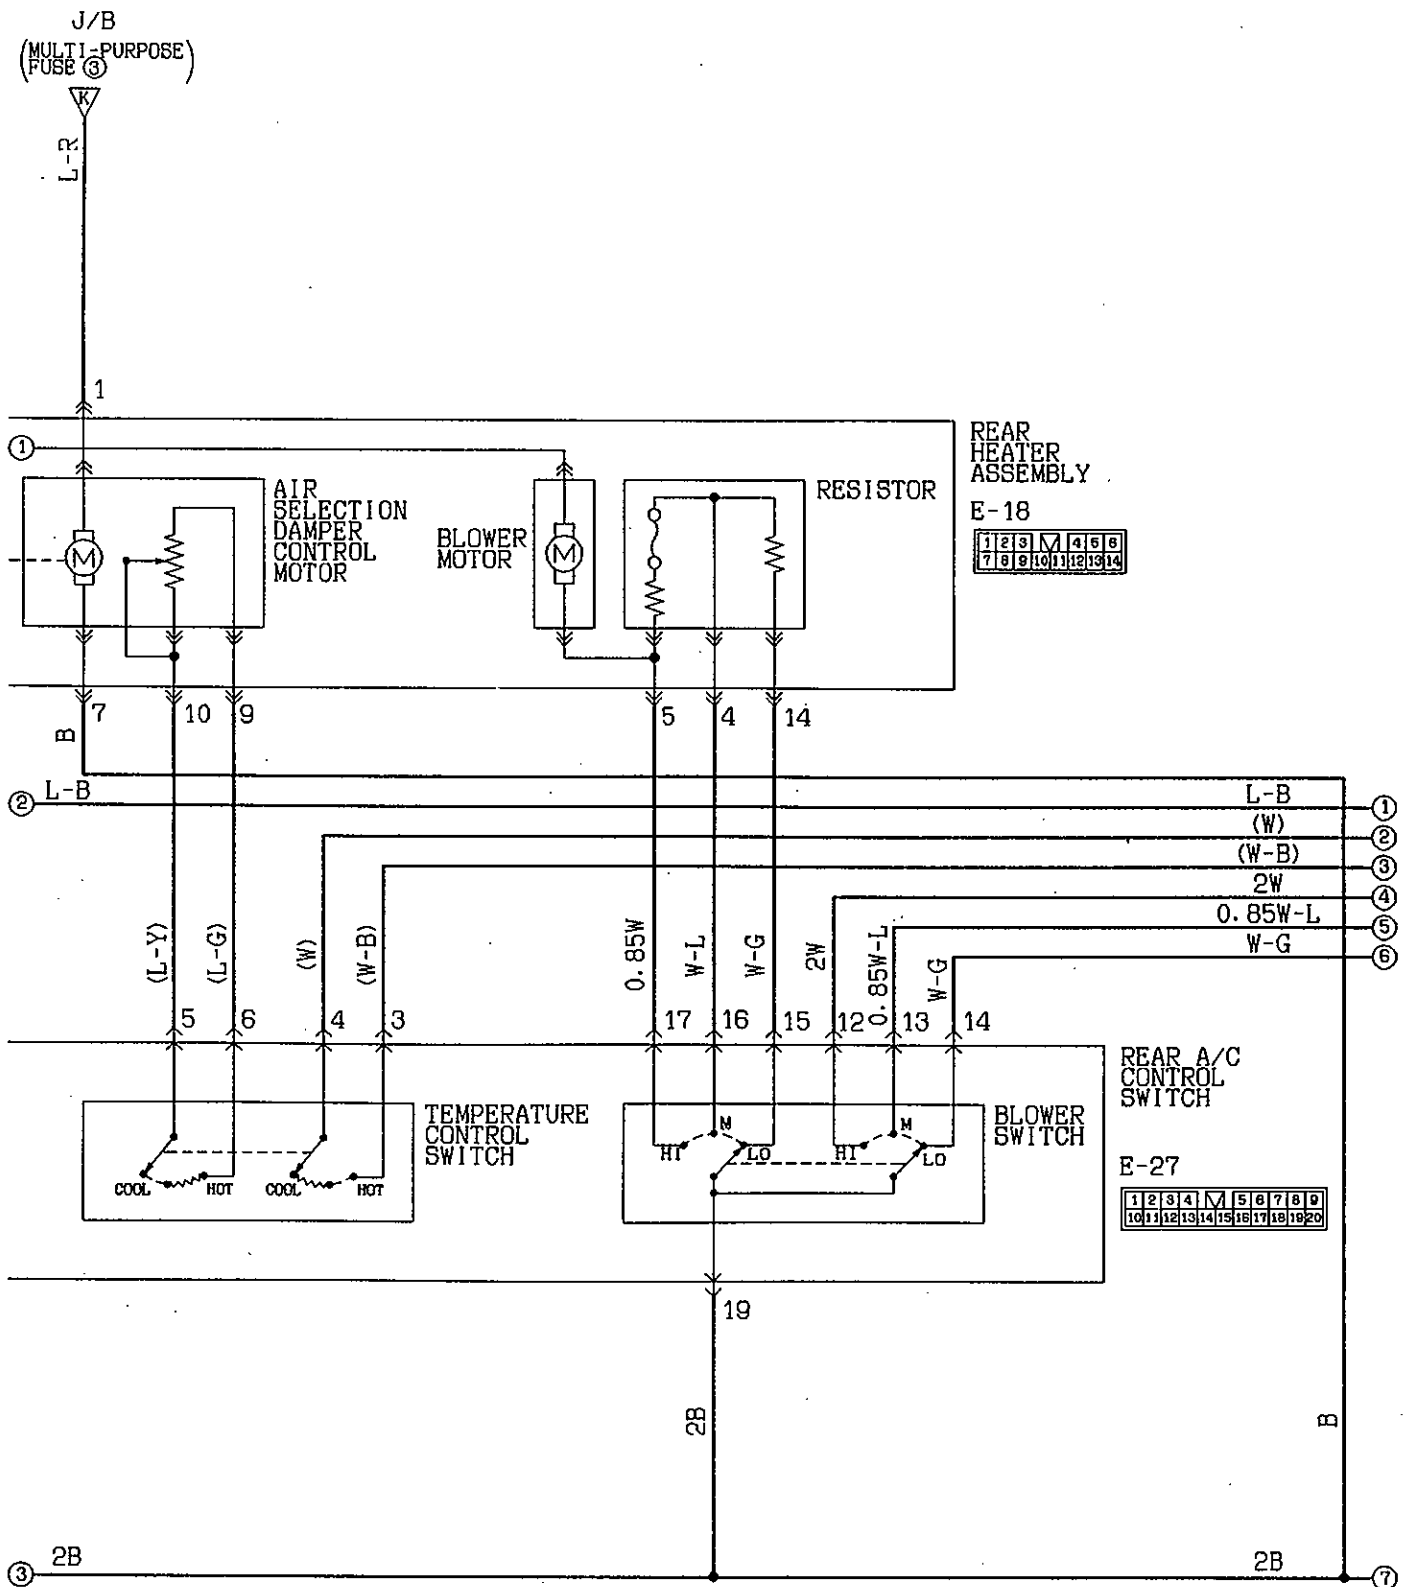 J/B
(MULTI-PURPOSE
FUSE ③)
K
L-R
1
①
AIR
SELECTION
DAMPER
CONTROL
MOTOR
M
BLOWER
MOTOR
M
RESISTOR
REAR
HEATER
ASSEMBLY
E-18
1 2 3 4 5 6
7 8 9 10 11 12 13 14
7 10 9 5 4 14
B
② L-B
L-B ①
(W) ②
(W-B) ③
2W ④
0.85W-L ⑤
W-G ⑥
(L-Y)
(L-G)
(W)
(W-B)
0.85W
W-L
W-G
2W
0.85W-L
W-G
5 6 4 3 17 16 15 12 13 14
REAR A/C
CONTROL
SWITCH
TEMPERATURE
CONTROL
SWITCH
COOL HOT COOL HOT
BLOWER
SWITCH
HI M LO HI M LO
E-27
1 2 3 4 5 6 7 8 9
10 11 12 13 14 15 16 17 18 19 20
19
2B
B
③ 2B
2B ⑦